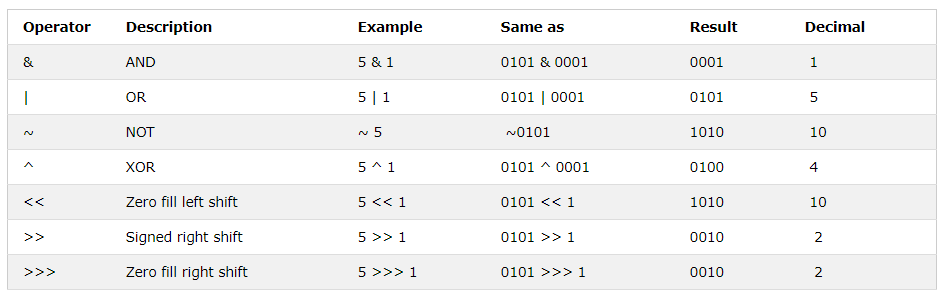 Operator Description Example Same as Result Decimal
& AND 5 & 1 0101 & 0001 0001 1
| OR 5 | 1 0101 | 0001 0101 5
~ NOT ~ 5 ~0101 1010 10
^ XOR 5 ^ 1 0101 ^ 0001 0100 4
<< Zero fill left shift 5 << 1 0101 << 1 1010 10
>> Signed right shift 5 >> 1 0101 >> 1 0010 2
>>> Zero fill right shift 5 >>> 1 0101 >>> 1 0010 2